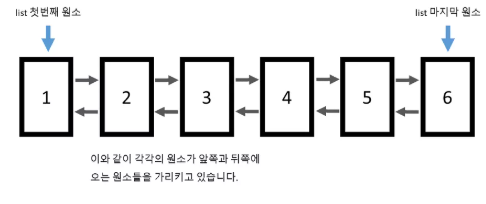 list 첫번째 원소
list 마지막 원소
1 2 3 4 5 6
이와 같이 각각의 원소가 앞쪽과 뒤쪽에
오는 원소들을 가리키고 있습니다.